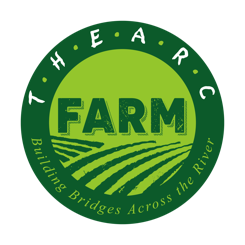 T·H·E·A·R·C
FARM
Building Bridges Across the River